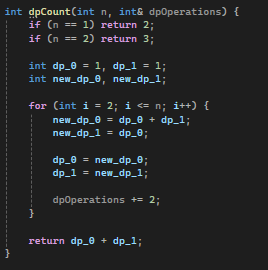 int dpCount(int n, int& dpOperations) {
    if (n == 1) return 2;
    if (n == 2) return 3;

    int dp_0 = 1, dp_1 = 1;
    int new_dp_0, new_dp_1;

    for (int i = 2; i <= n; i++) {
        new_dp_0 = dp_0 + dp_1;
        new_dp_1 = dp_0;

        dp_0 = new_dp_0;
        dp_1 = new_dp_1;

        dpOperations += 2;
    }

    return dp_0 + dp_1;
}